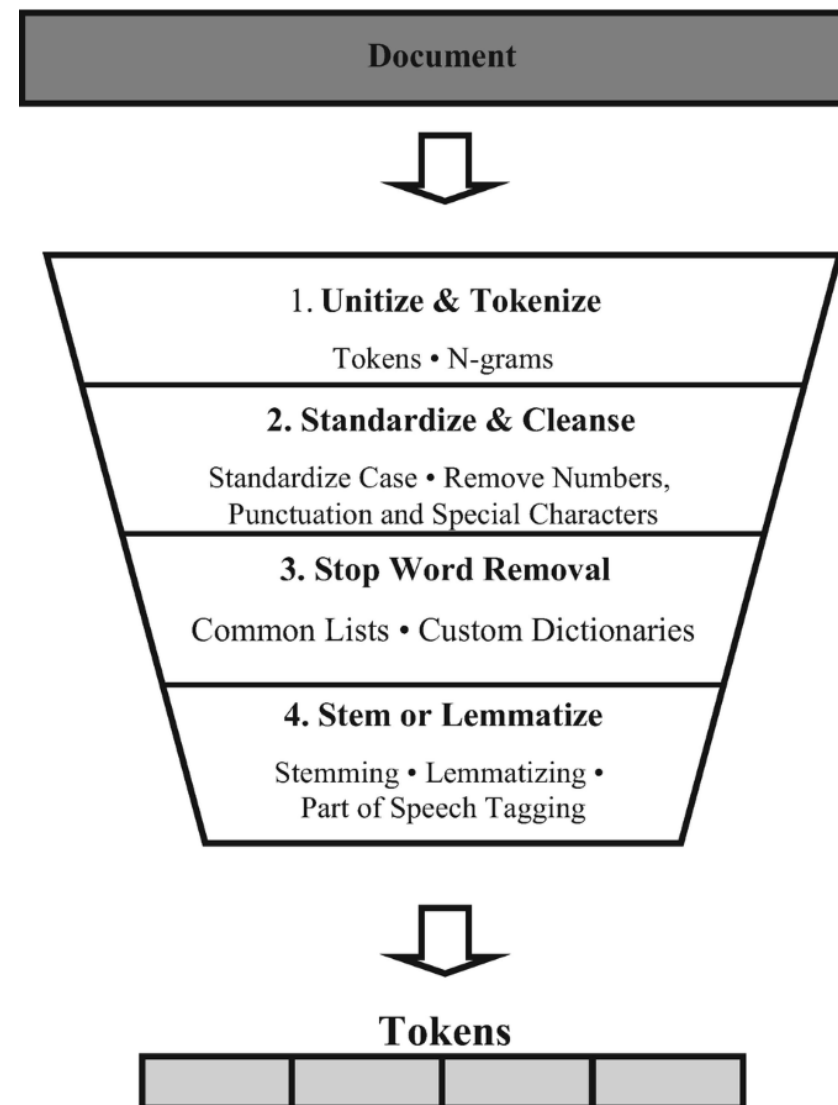 Document
1. Unitize & Tokenize
Tokens • N-grams
2. Standardize & Cleanse
Standardize Case • Remove Numbers,
Punctuation and Special Characters
3. Stop Word Removal
Common Lists • Custom Dictionaries
4. Stem or Lemmatize
Stemming • Lemmatizing •
Part of Speech Tagging
Tokens